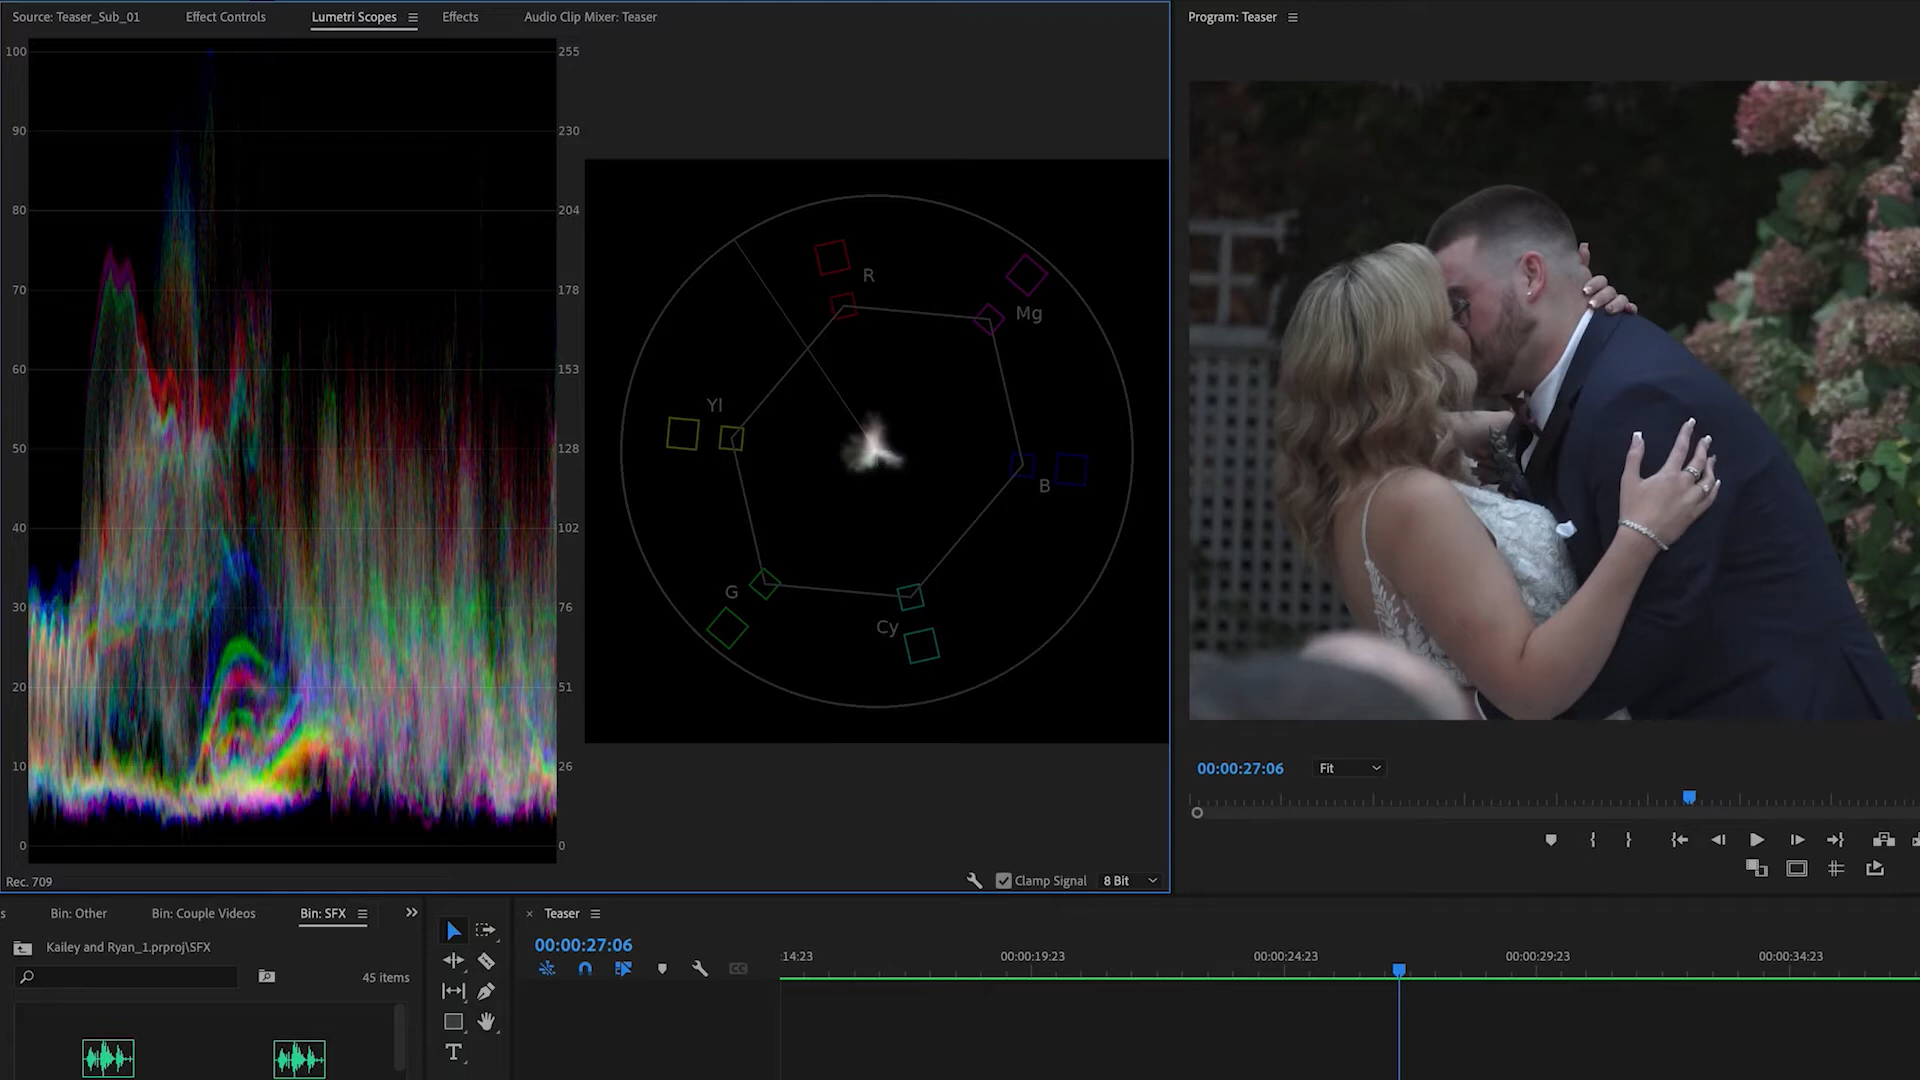 Source: Teaser_Sub_01
Effect Controls
Lumetri Scopes
Effects
Audio Clip Mixer: Teaser
Program: Teaser
100
255
90
230
80
204
70
178
60
153
50
128
40
102
30
76
20
51
10
26
0
0
R
Mg
Yl
B
G
Cy
Rec. 709
Clamp Signal
8 Bit
00:00:27:06
Fit
s
Bin: Other
Bin: Couple Videos
Bin: SFX
Kailey and Ryan_1.prproj\SFX
45 items
T
× Teaser
00:00:27:06
CC
:14:23
00:00:19:23
00:00:24:23
00:00:29:23
00:00:34:23